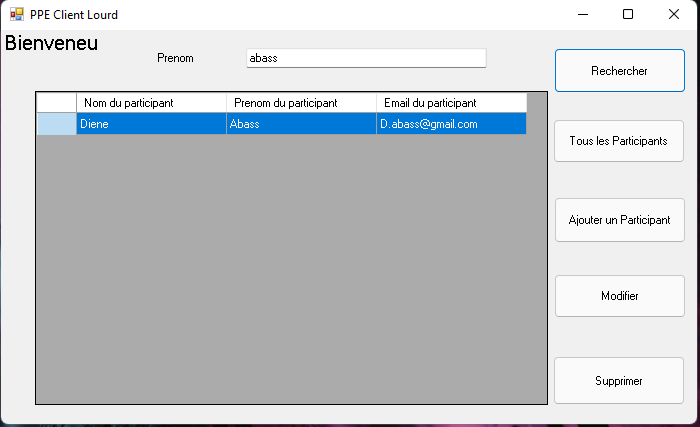 PPE Client Lourd
Bienveneu
Prenom abass
Rechercher
Nom du participant Prenom du participant Email du participant
Diene Abass D.abass@gmail.com
Tous les Participants
Ajouter un Participant
Modifier
Supprimer